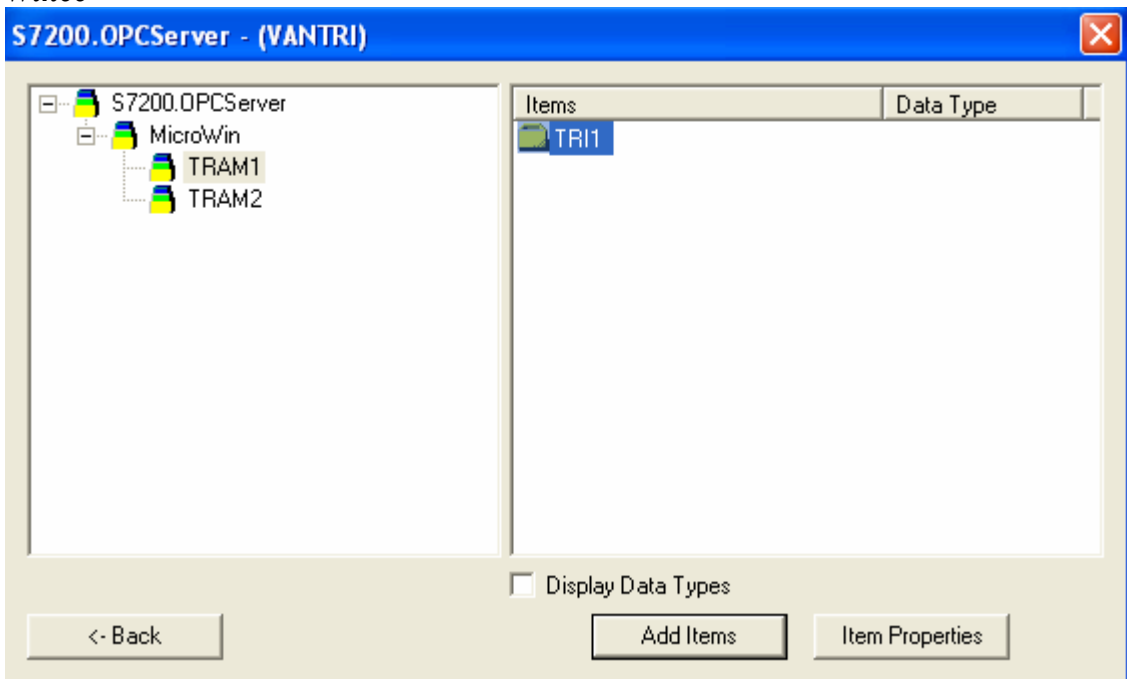 S7200.OPCServer - (VANTRI)
S7200.OPCServer
MicroWin
TRAM1
TRAM2
Items Data Type
TRI1
Display Data Types
<- Back Add Items Item Properties